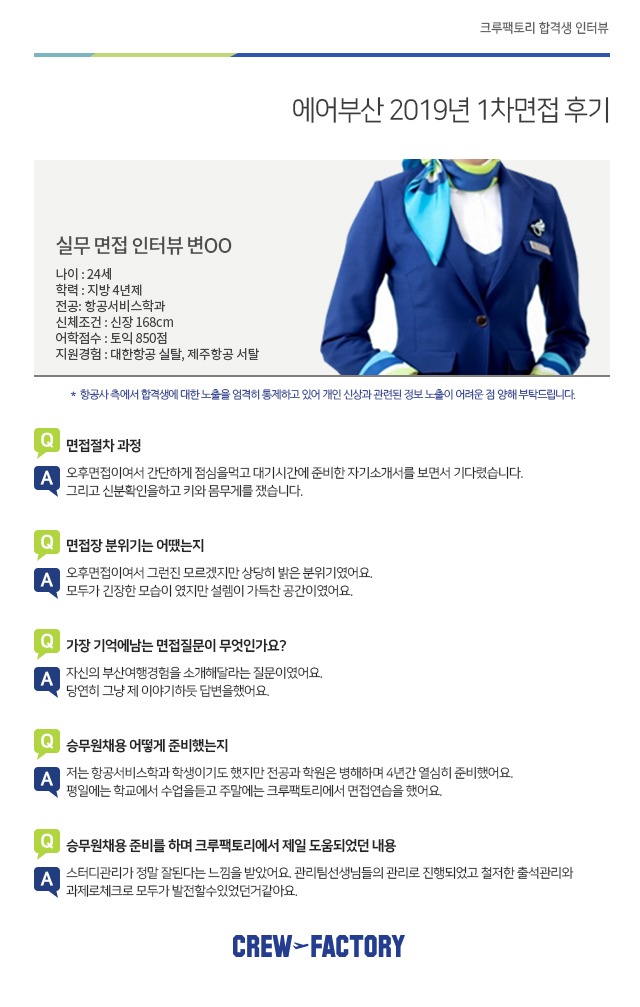 크루팩토리 합격생 인터뷰
에어부산 2019년 1차면접 후기
실무 면접 인터뷰 변OO
나이 : 24세
학력 : 지방 4년제
전공: 항공서비스학과
신체조건 : 신장 168cm
어학점수 : 토익 850점
지원경험 : 대한항공 실탈, 제주항공 서탈
* 항공사 측에서 합격생에 대한 노출을 엄격히 통제하고 있어 개인 신상과 관련된 정보 노출이 어려운 점 양해 부탁드립니다.
Q 면접절차 과정
A 오후면접이여서 간단하게 점심을먹고 대기시간에 준비한 자기소개서를 보면서 기다렸습니다.
그리고 신분확인을하고 키와 몸무게를 쟀습니다.
Q 면접장 분위기는 어땠는지
A 오후면접이여서 그런진 모르겠지만 상당히 밝은 분위기였어요.
모두가 긴장한 모습이 였지만 설렘이 가득찬 공간이였어요.
Q 가장 기억에남는 면접질문이 무엇인가요?
A 자신의 부산여행경험을 소개해달라는 질문이였어요.
당연히 그냥 제 이야기하듯 답변을했어요.
Q 승무원채용 어떻게 준비했는지
A 저는 항공서비스학과 학생이기도 했지만 전공과 학원은 병해하며 4년간 열심히 준비했어요.
평일에는 학교에서 수업을듣고 주말에는 크루팩토리에서 면접연습을 했어요.
Q 승무원채용 준비를 하며 크루팩토리에서 제일 도움되었던 내용
A 스터디관리가 정말 잘된다는 느낌을 받았어요. 관리팀선생님들의 관리로 진행되었고 철저한 출석관리와
과제로체크로 모두가 발전할수있었던거같아요.
CREW FACTORY